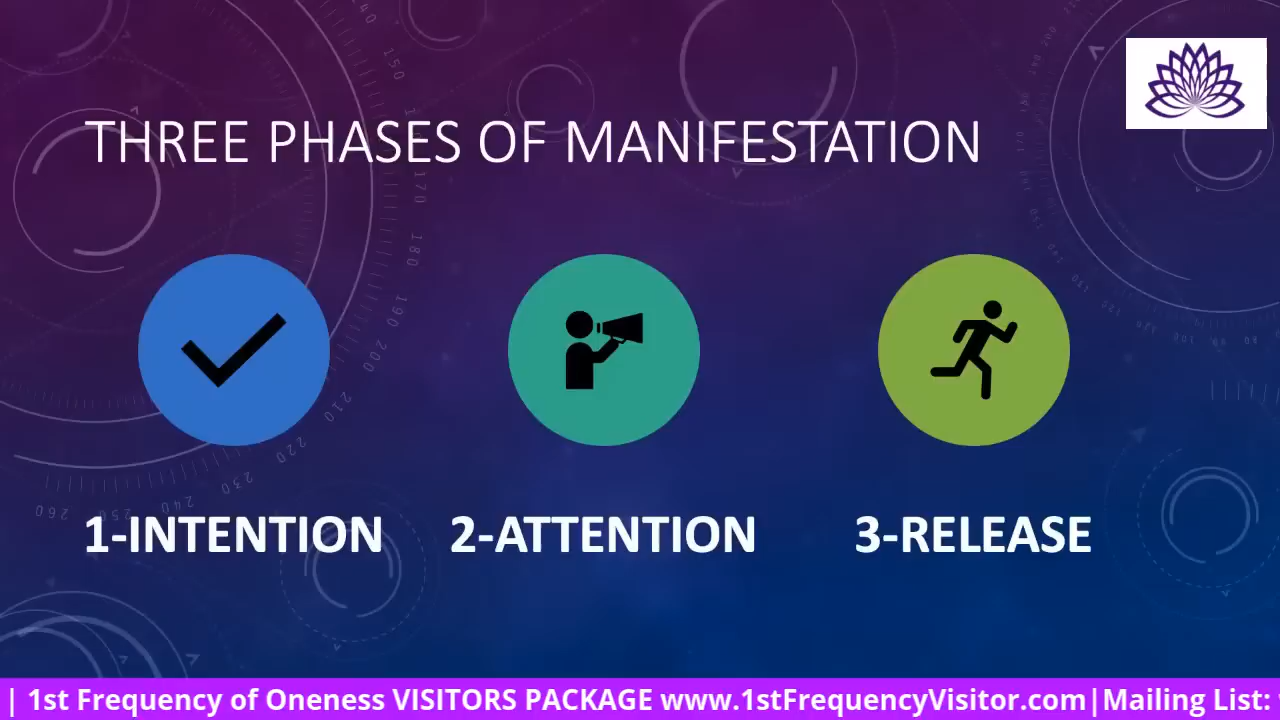 THREE PHASES OF MANIFESTATION
1-INTENTION
2-ATTENTION
3-RELEASE
| 1st Frequency of Oneness VISITORS PACKAGE www.1stFrequencyVisitor.com|Mailing List: